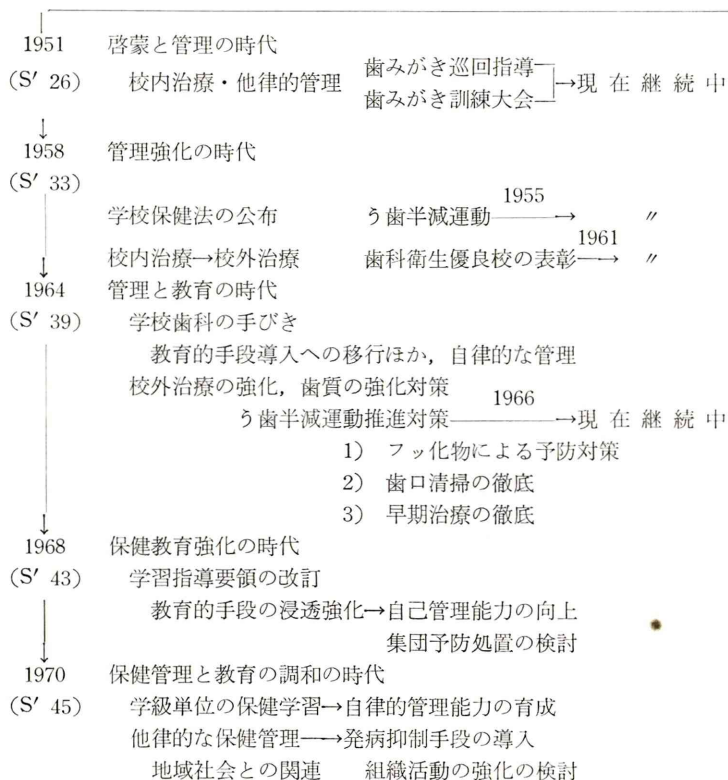 1951 啓蒙と管理の時代
(S′ 26) 校内治療・他律的管理 歯みがき巡回指導
歯みがき訓練大会 →現在継続中
↓
1958 管理強化の時代
(S′ 33)
学校保健法の公布 う歯半減運動 1955→ 〃
校内治療→校外治療 歯科衛生優良校の表彰 1961→ 〃
↓
1964 管理と教育の時代
(S′ 39) 学校歯科の手びき
教育的手段導入への移行ほか,自律的な管理
校外治療の強化,歯質の強化対策
う歯半減運動推進対策 1966→現在継続中
1) フッ化物による予防対策
2) 歯口清掃の徹底
3) 早期治療の徹底
↓
1968 保健教育強化の時代
(S′ 43) 学習指導要領の改訂
教育的手段の浸透強化→自己管理能力の向上
集団予防処置の検討
↓
1970 保健管理と教育の調和の時代
(S′ 45) 学級単位の保健学習→自律的管理能力の育成
他律的な保健管理→発病抑制手段の導入
地域社会との関連 組織活動の強化の検討